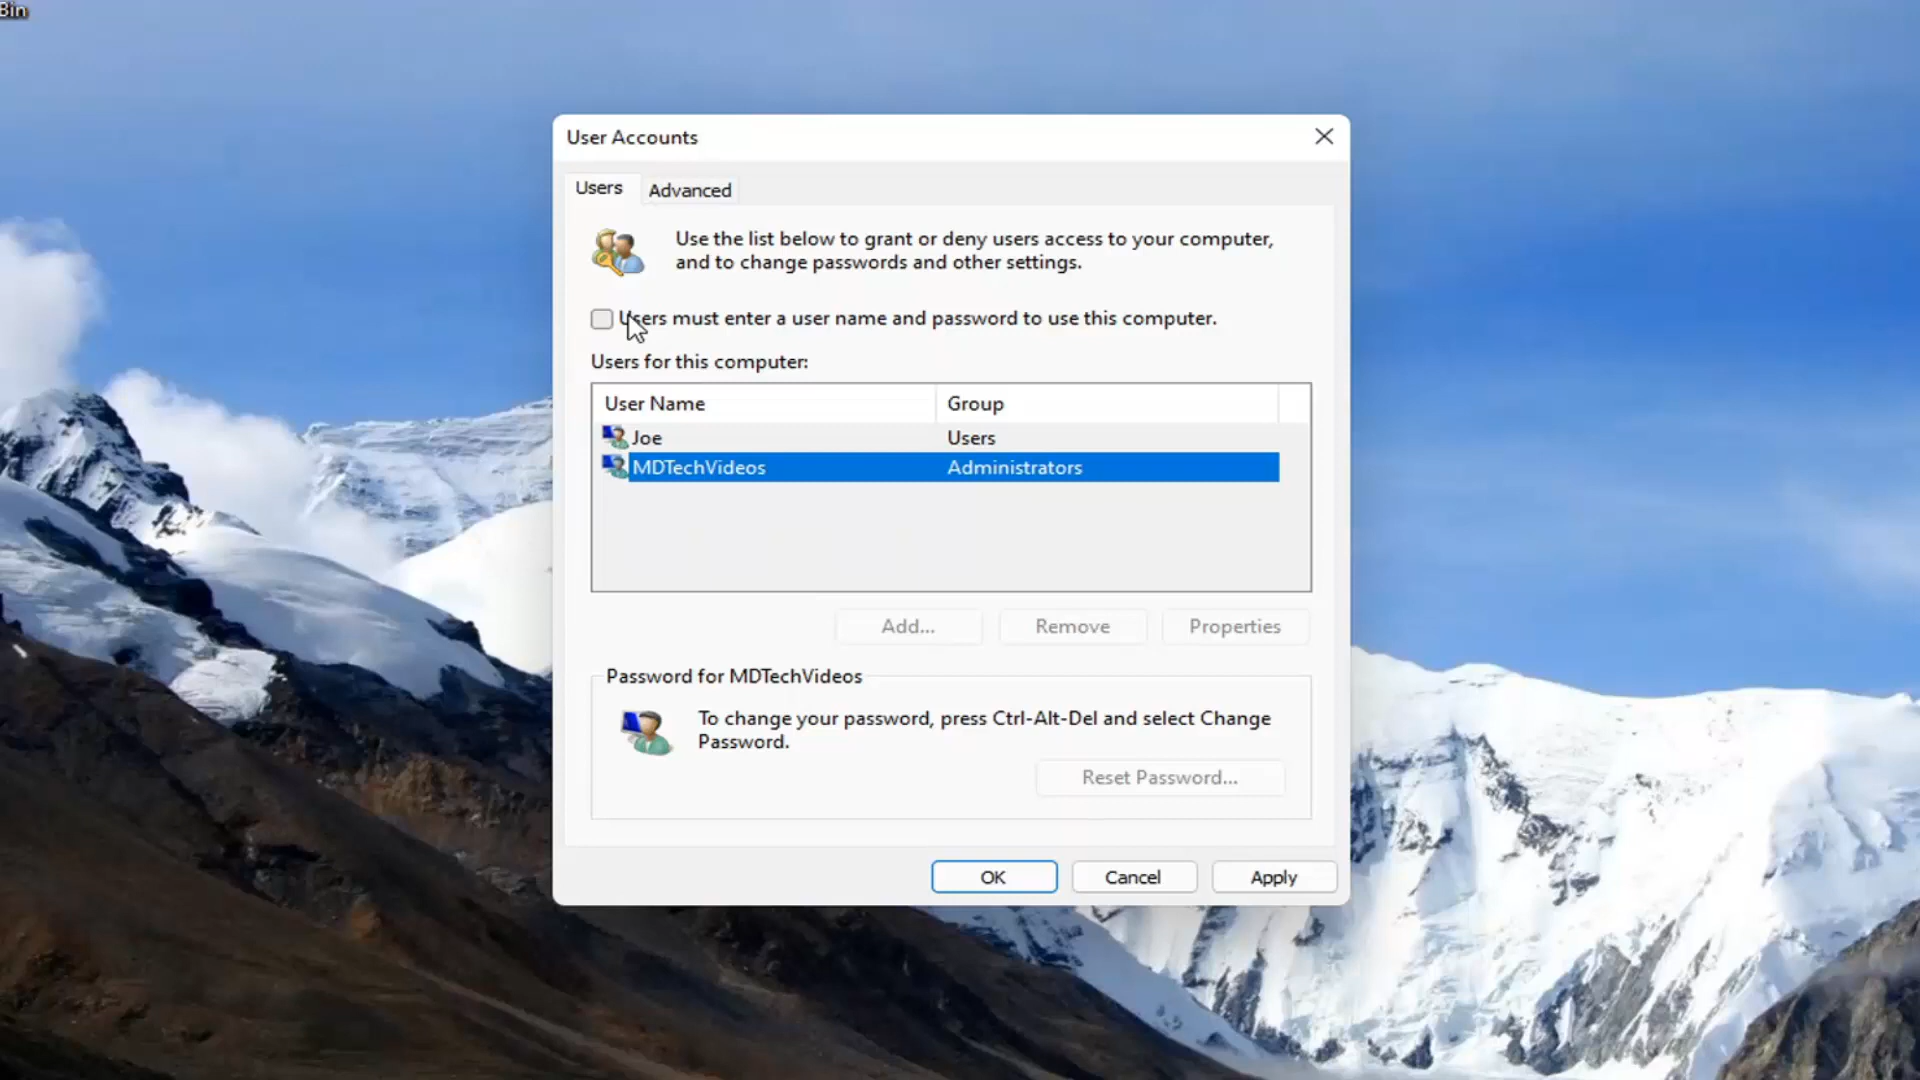 Bin
User Accounts
Users
Advanced
Use the list below to grant or deny users access to your computer,
and to change passwords and other settings.
Users must enter a user name and password to use this computer.
Users for this computer:
User Name Group
Joe Users
MDTechVideos Administrators
Add... Remove Properties
Password for MDTechVideos
To change your password, press Ctrl-Alt-Del and select Change
Password.
Reset Password...
OK Cancel Apply